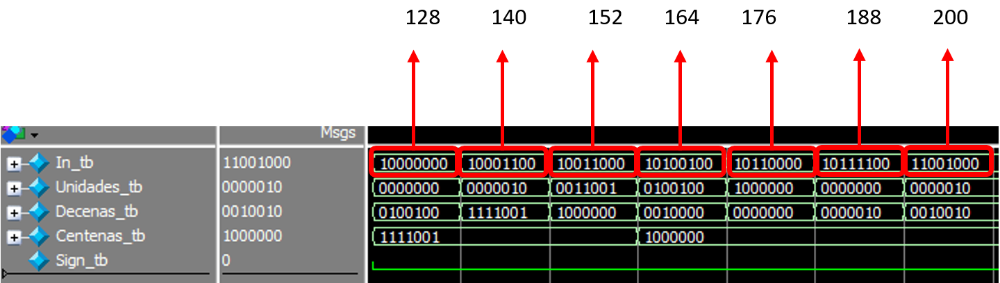 128 140 152 164 176 188 200
Msgs
In_tb 11001000 10000000 10001100 10011000 10100100 10110000 10111100 11001000
Unidades_tb 0000010 0000000 0000010 0011001 0100100 1000000 0000000 0000010
Decenas_tb 0010010 0100100 1111001 1000000 0010000 0000000 0000010 0010010
Centenas_tb 1000000 1111001 1000000
Sign_tb 0